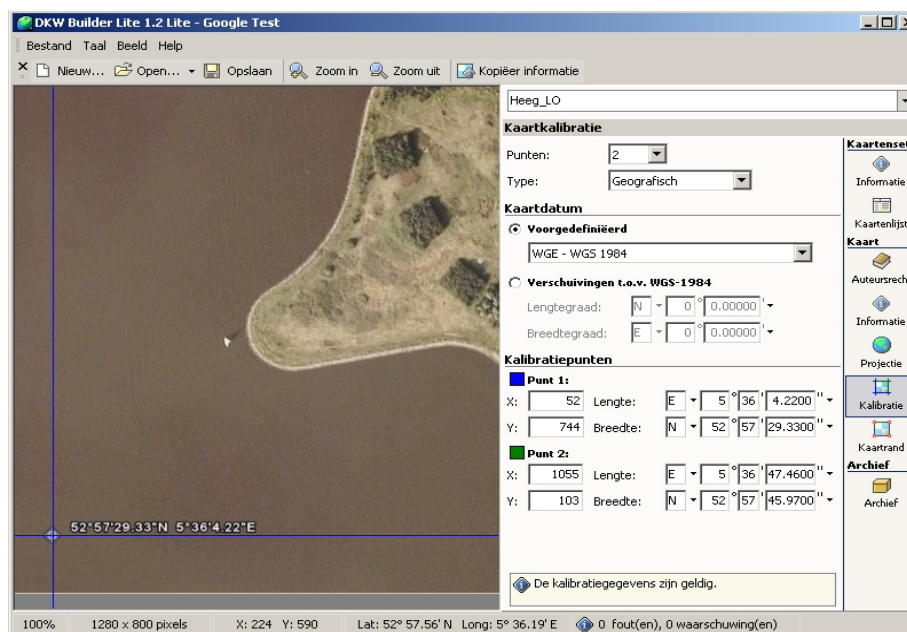 DKW Builder Lite 1.2 Lite - Google Test
Bestand Taal Beeld Help
Nieuw... Open... Opslaan Zoom in Zoom uit Kopiëer informatie
Heeg_LO
Kaartkalibratie
Punten: 2
Type: Geografisch
Kaartdatum
Voorgedefiniëerd
WGE - WGS 1984
Verschuivingen t.o.v. WGS-1984
Lengtegraad: N 0 ° 0.00000 '
Breedtegraad: E 0 ° 0.00000 '
Kalibratiepunten
Punt 1:
X: 52 Lengte: E 5 ° 36 ' 4.2200 "
Y: 744 Breedte: N 52 ° 57 ' 29.3300 "
Punt 2:
X: 1055 Lengte: E 5 ° 36 ' 47.4600 "
Y: 103 Breedte: N 52 ° 57 ' 45.9700 "
De kalibratiegegevens zijn geldig.
Kaartenset
Informatie
Kaartenlijst
Kaart
Auteursrech
Informatie
Projectie
Kalibratie
Kaartrand
Archief
Archief
52°57'29.33"N 5°36'4.22"E
100% 1280 x 800 pixels X: 224 Y: 590 Lat: 52° 57.56' N Long: 5° 36.19' E 0 fout(en), 0 waarschuwing(en)